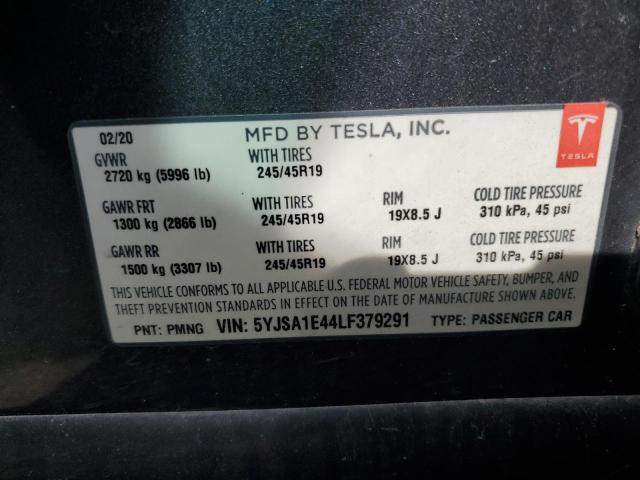 02/20 MFD BY TESLA, INC.
GVWR WITH TIRES
2720 kg (5996 lb) 245/45R19
GAWR FRT WITH TIRES RIM COLD TIRE PRESSURE
1300 kg (2866 lb) 245/45R19 19X8.5 J 310 kPa, 45 psi
GAWR RR WITH TIRES RIM COLD TIRE PRESSURE
1500 kg (3307 lb) 245/45R19 19X8.5 J 310 kPa, 45 psi
THIS VEHICLE CONFORMS TO ALL APPLICABLE U.S. FEDERAL MOTOR VEHICLE SAFETY, BUMPER, AND
THEFT PREVENTION STANDARDS IN EFFECT ON THE DATE OF MANUFACTURE SHOWN ABOVE.
PNT: PMNG VIN: 5YJSA1E44LF379291 TYPE: PASSENGER CAR
TESLA